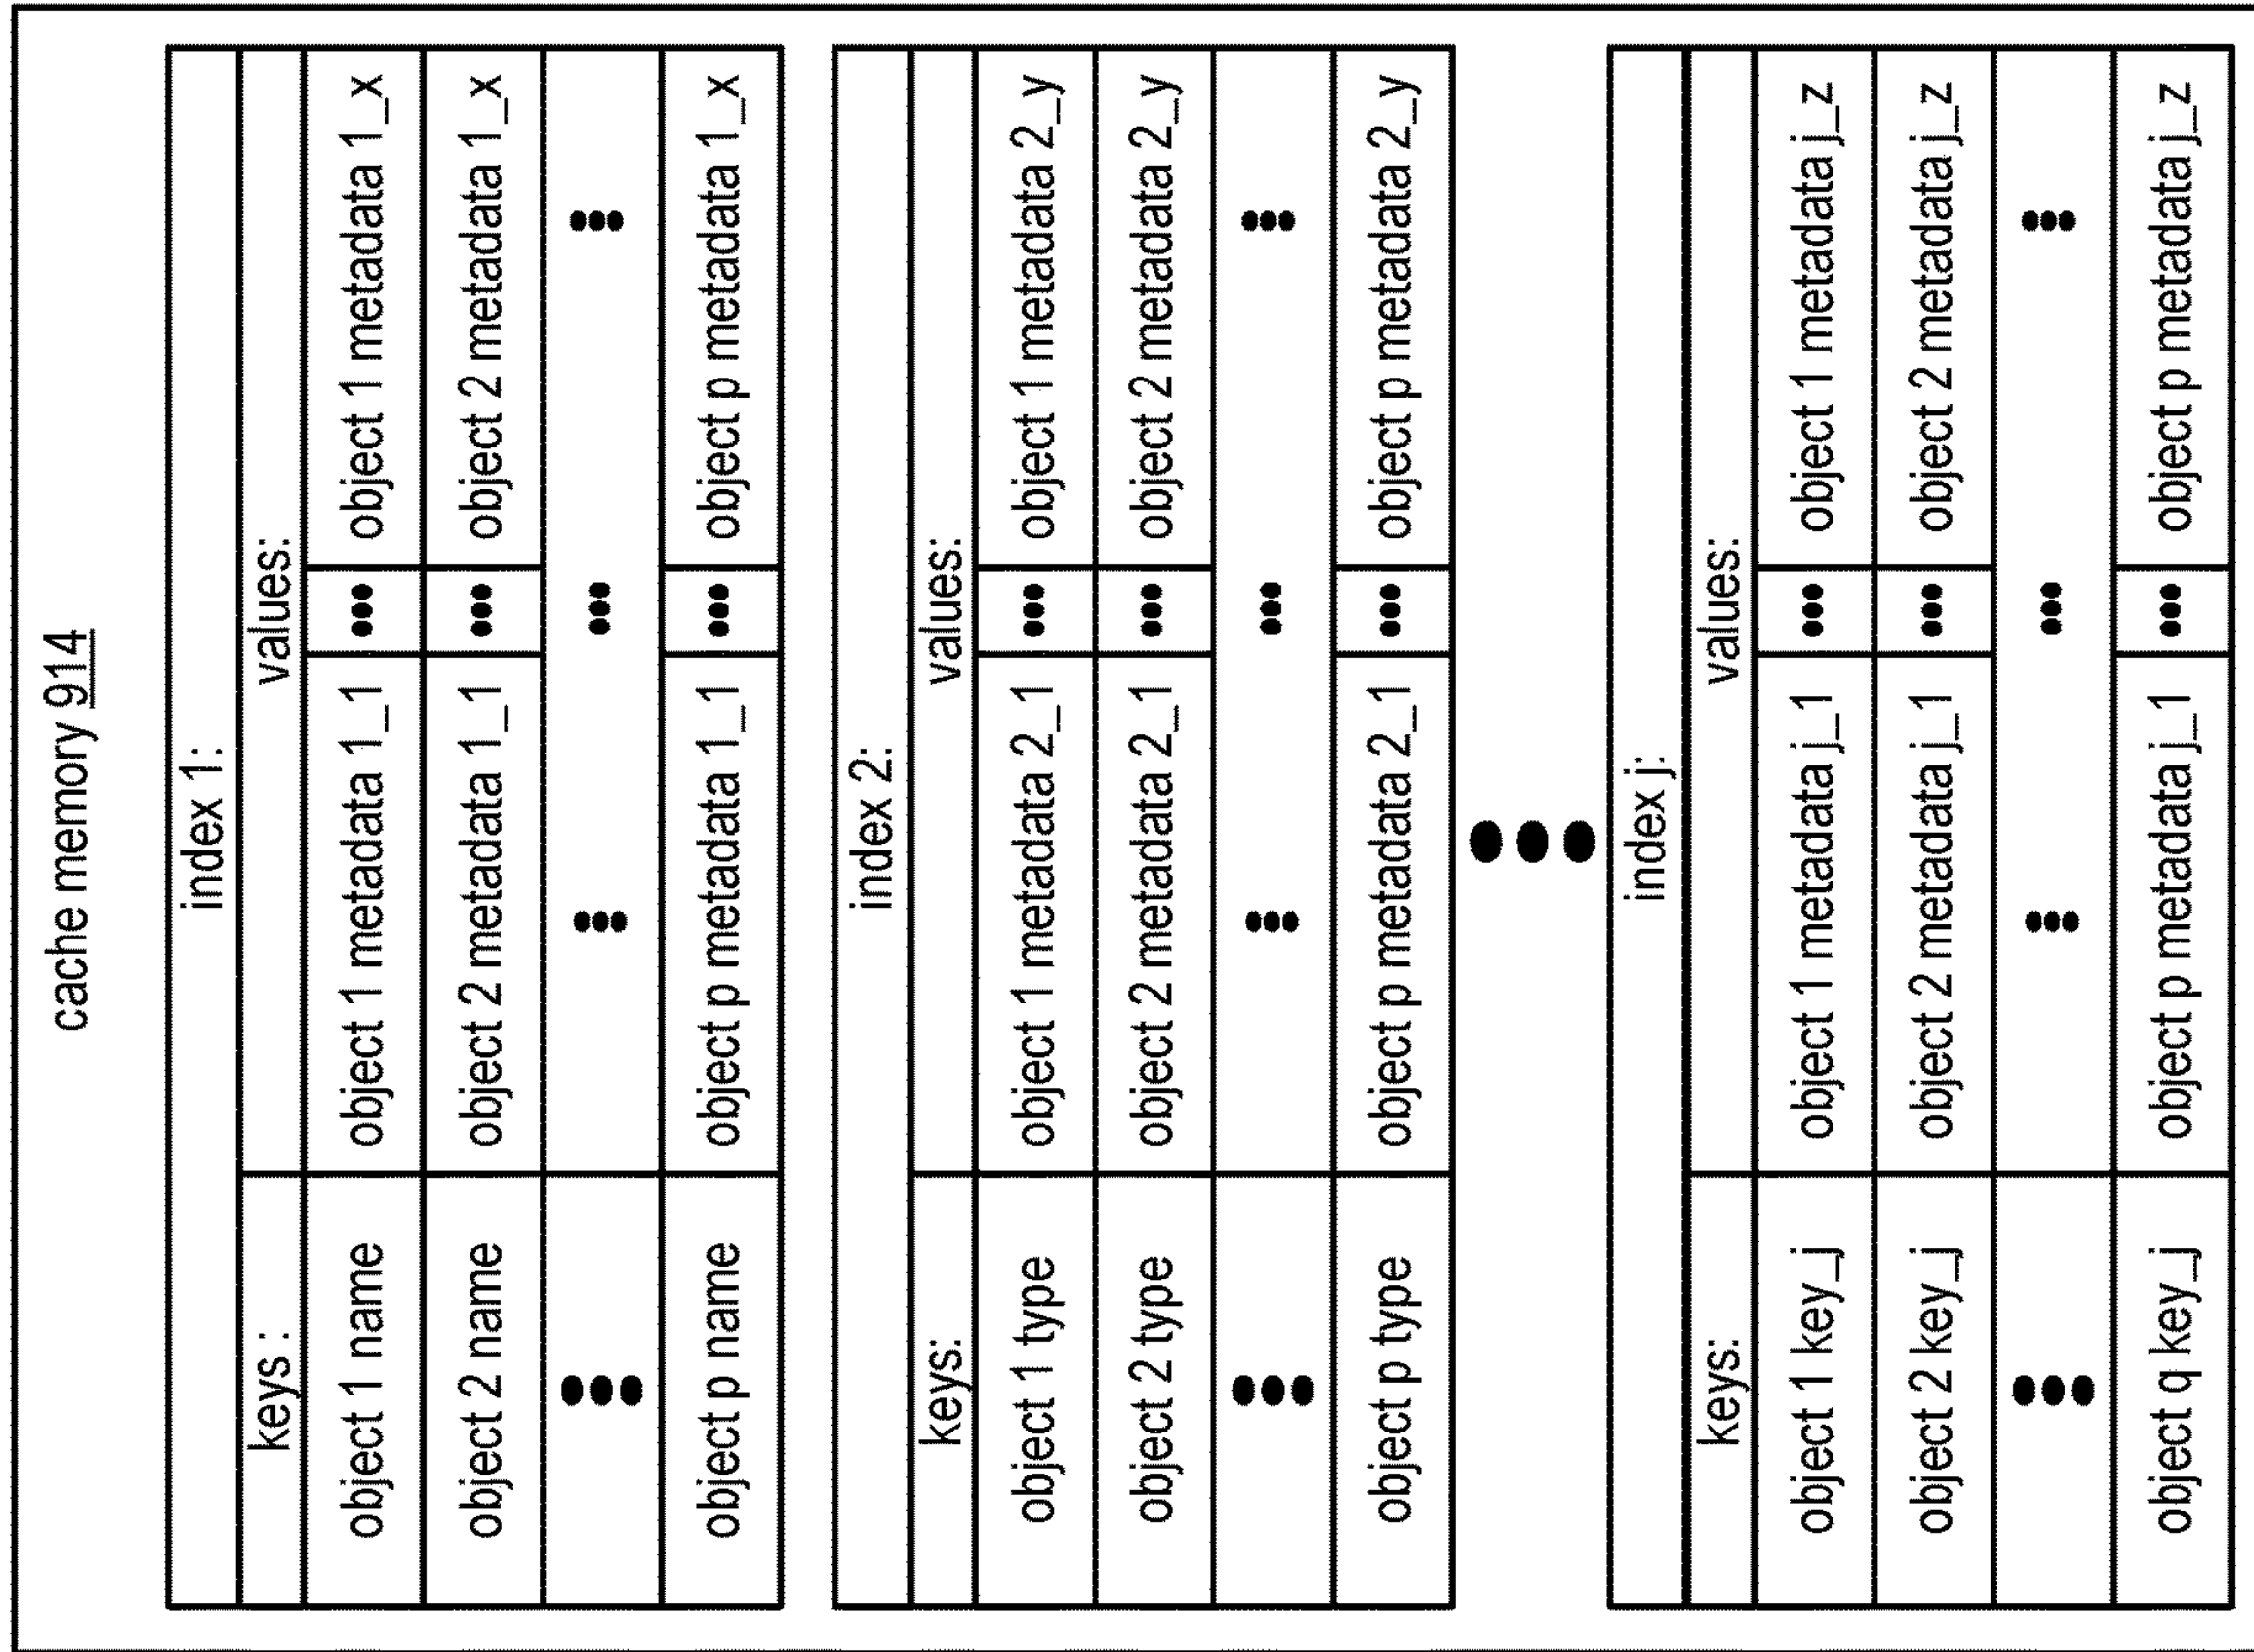 cache memory 914
index 1:
keys : values:
object 1 name object 1 metadata 1_1 ••• object 1 metadata 1_x
object 2 name object 2 metadata 1_1 ••• object 2 metadata 1_x
••• ••• ••• •••
object p name object p metadata 1_1 ••• object p metadata 1_x
index 2:
keys: values:
object 1 type object 1 metadata 2_1 ••• object 1 metadata 2_y
object 2 type object 2 metadata 2_1 ••• object 2 metadata 2_y
••• ••• ••• •••
object p type object p metadata 2_1 ••• object p metadata 2_y
•••
index j:
keys: values:
object 1 key_j object 1 metadata j_1 ••• object 1 metadata j_z
object 2 key_j object 2 metadata j_1 ••• object 2 metadata j_z
••• ••• ••• •••
object q key_j object p metadata j_1 ••• object p metadata j_z